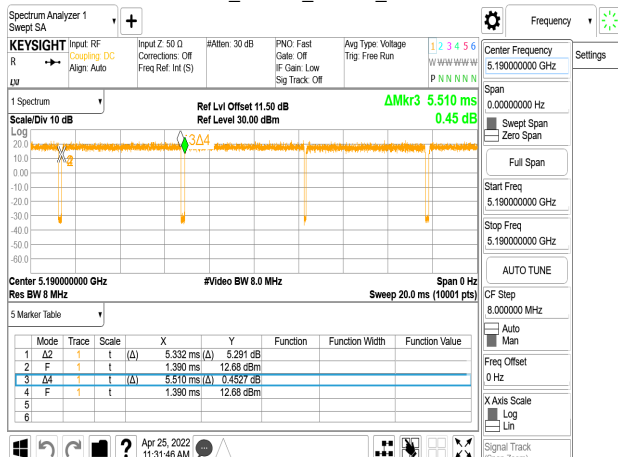 Spectrum Analyzer 1
Swept SA
Frequency
KEYSIGHT
R
Input: RF
Coupling: DC
Align: Auto
Input Z: 50 Ω
Corrections: Off
Freq Ref: Int (S)
#Atten: 30 dB
PNO: Fast
Gate: Off
IF Gain: Low
Sig Track: Off
Avg Type: Voltage
Trig: Free Run
1 2 3 4 5 6
W W W W W W
P N N N N N
1 Spectrum
Scale/Div 10 dB
Ref Lvl Offset 11.50 dB
Ref Level 30.00 dBm
ΔMkr3 5.510 ms
0.45 dB
Log
20.0
10.0
0.00
-10.0
-20.0
-30.0
-40.0
-50.0
-60.0
3Δ4
Center 5.190000000 GHz
Res BW 8 MHz
#Video BW 8.0 MHz
Span 0 Hz
Sweep 20.0 ms (10001 pts)
5 Marker Table
Mode Trace Scale X Y Function Function Width Function Value
1 Δ2 1 t (Δ) 5.332 ms (Δ) 5.291 dB
2 F 1 t 1.390 ms 12.68 dBm
3 Δ4 1 t (Δ) 5.510 ms (Δ) 0.4527 dB
4 F 1 t 1.390 ms 12.68 dBm
5
6
Apr 25, 2022
11:31:46 AM
Center Frequency
5.190000000 GHz
Settings
Span
0.00000000 Hz
Swept Span
Zero Span
Full Span
Start Freq
5.190000000 GHz
Stop Freq
5.190000000 GHz
AUTO TUNE
CF Step
8.000000 MHz
Auto
Man
Freq Offset
0 Hz
X Axis Scale
Log
Lin
Signal Track